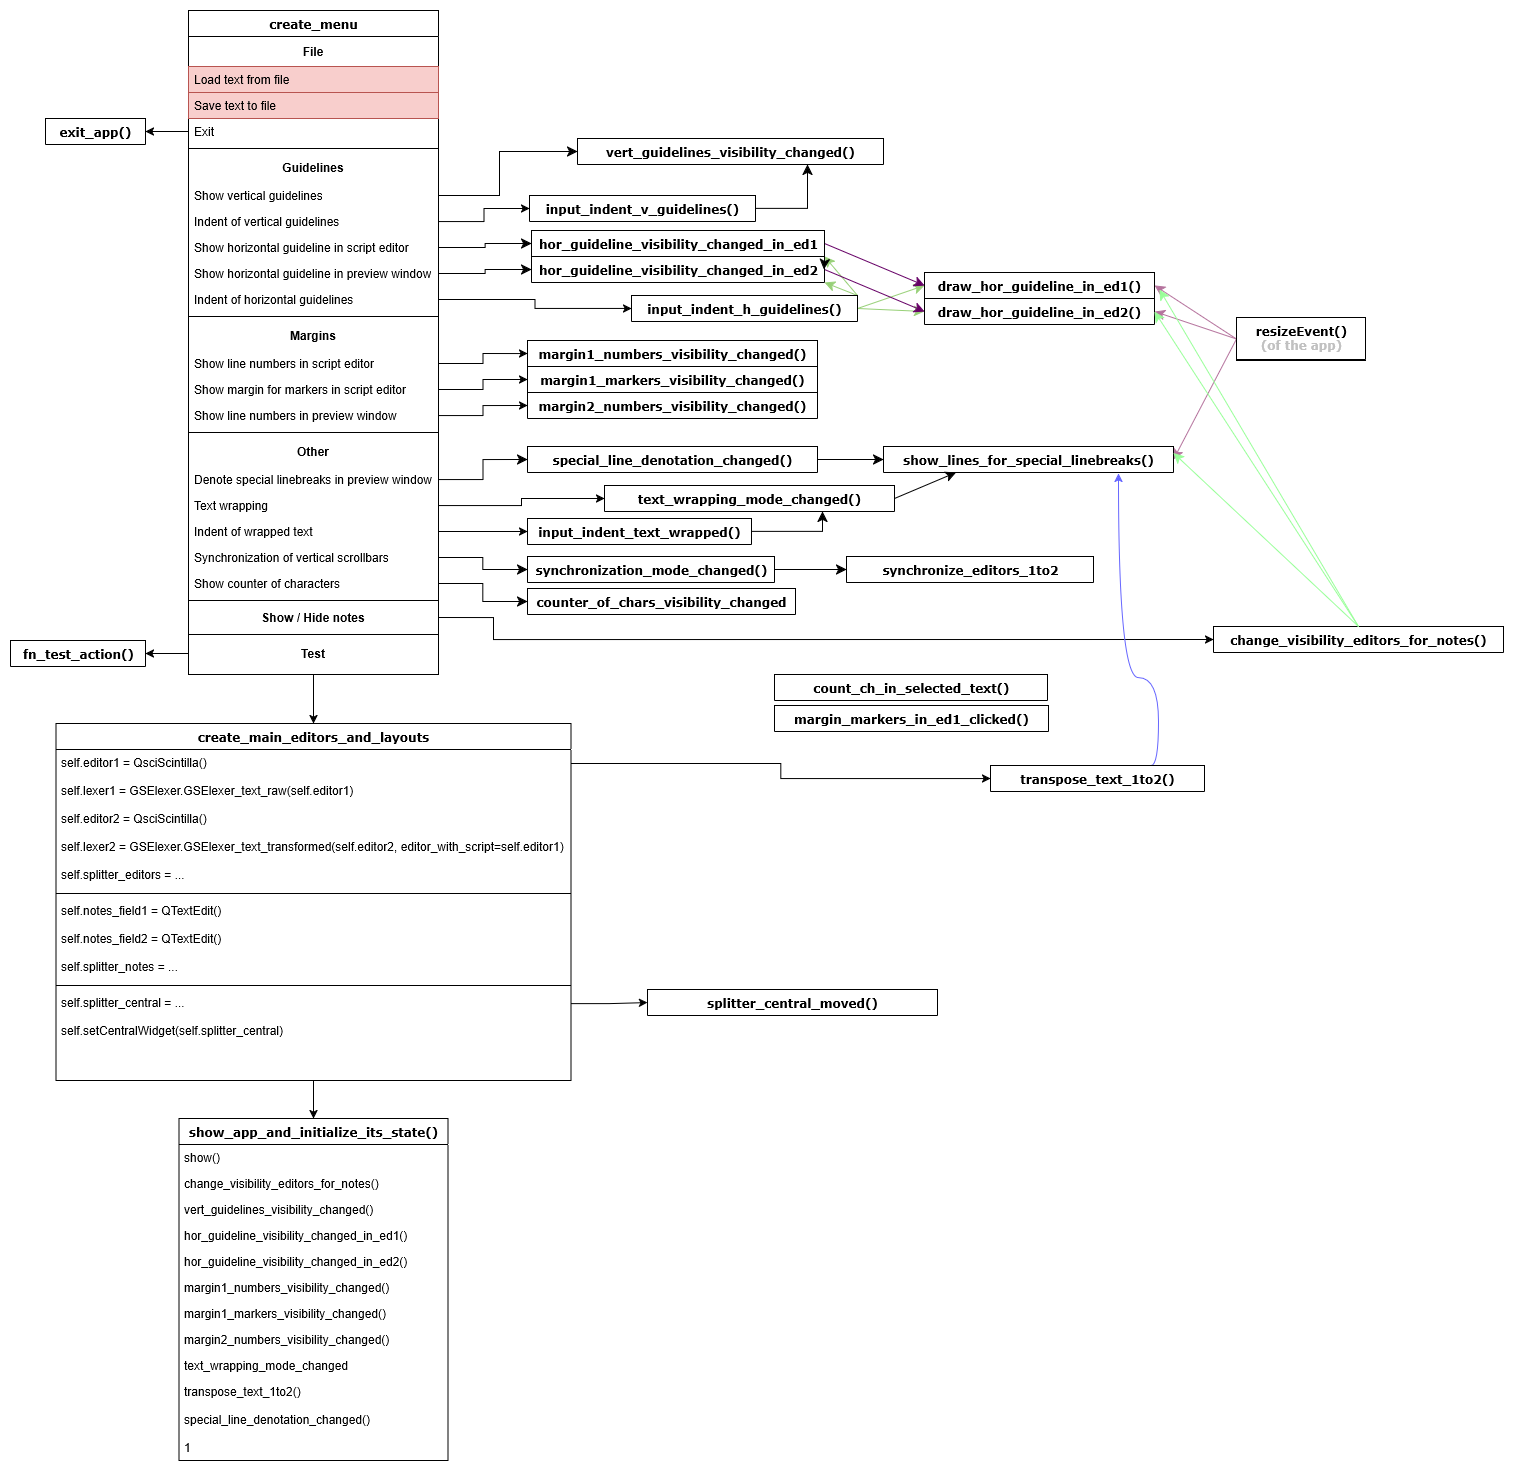 create_menu
File
Load text from file
Save text to file
exit_app()
Exit
Guidelines
vert_guidelines_visibility_changed()
Show vertical guidelines
input_indent_v_guidelines()
Indent of vertical guidelines
hor_guideline_visibility_changed_in_ed1
Show horizontal guideline in script editor
hor_guideline_visibility_changed_in_ed2
Show horizontal guideline in preview window
draw_hor_guideline_in_ed1()
Indent of horizontal guidelines
input_indent_h_guidelines()
draw_hor_guideline_in_ed2()
resizeEvent()
(of the app)
Margins
margin1_numbers_visibility_changed()
Show line numbers in script editor
margin1_markers_visibility_changed()
Show margin for markers in script editor
margin2_numbers_visibility_changed()
Show line numbers in preview window
Other
special_line_denotation_changed()
show_lines_for_special_linebreaks()
Denote special linebreaks in preview window
text_wrapping_mode_changed()
Text wrapping
input_indent_text_wrapped()
Indent of wrapped text
Synchronization of vertical scrollbars
synchronization_mode_changed()
synchronize_editors_1to2
Show counter of characters
counter_of_chars_visibility_changed
Show / Hide notes
change_visibility_editors_for_notes()
fn_test_action()
Test
count_ch_in_selected_text()
margin_markers_in_ed1_clicked()
create_main_editors_and_layouts
self.editor1 = QsciScintilla()
transpose_text_1to2()
self.lexer1 = GSElexer.GSElexer_text_raw(self.editor1)
self.editor2 = QsciScintilla()
self.lexer2 = GSElexer.GSElexer_text_transformed(self.editor2, editor_with_script=self.editor1)
self.splitter_editors = ...
self.notes_field1 = QTextEdit()
self.notes_field2 = QTextEdit()
self.splitter_notes = ...
self.splitter_central = ...
splitter_central_moved()
self.setCentralWidget(self.splitter_central)
show_app_and_initialize_its_state()
show()
change_visibility_editors_for_notes()
vert_guidelines_visibility_changed()
hor_guideline_visibility_changed_in_ed1()
hor_guideline_visibility_changed_in_ed2()
margin1_numbers_visibility_changed()
margin1_markers_visibility_changed()
margin2_numbers_visibility_changed()
text_wrapping_mode_changed
transpose_text_1to2()
special_line_denotation_changed()
1